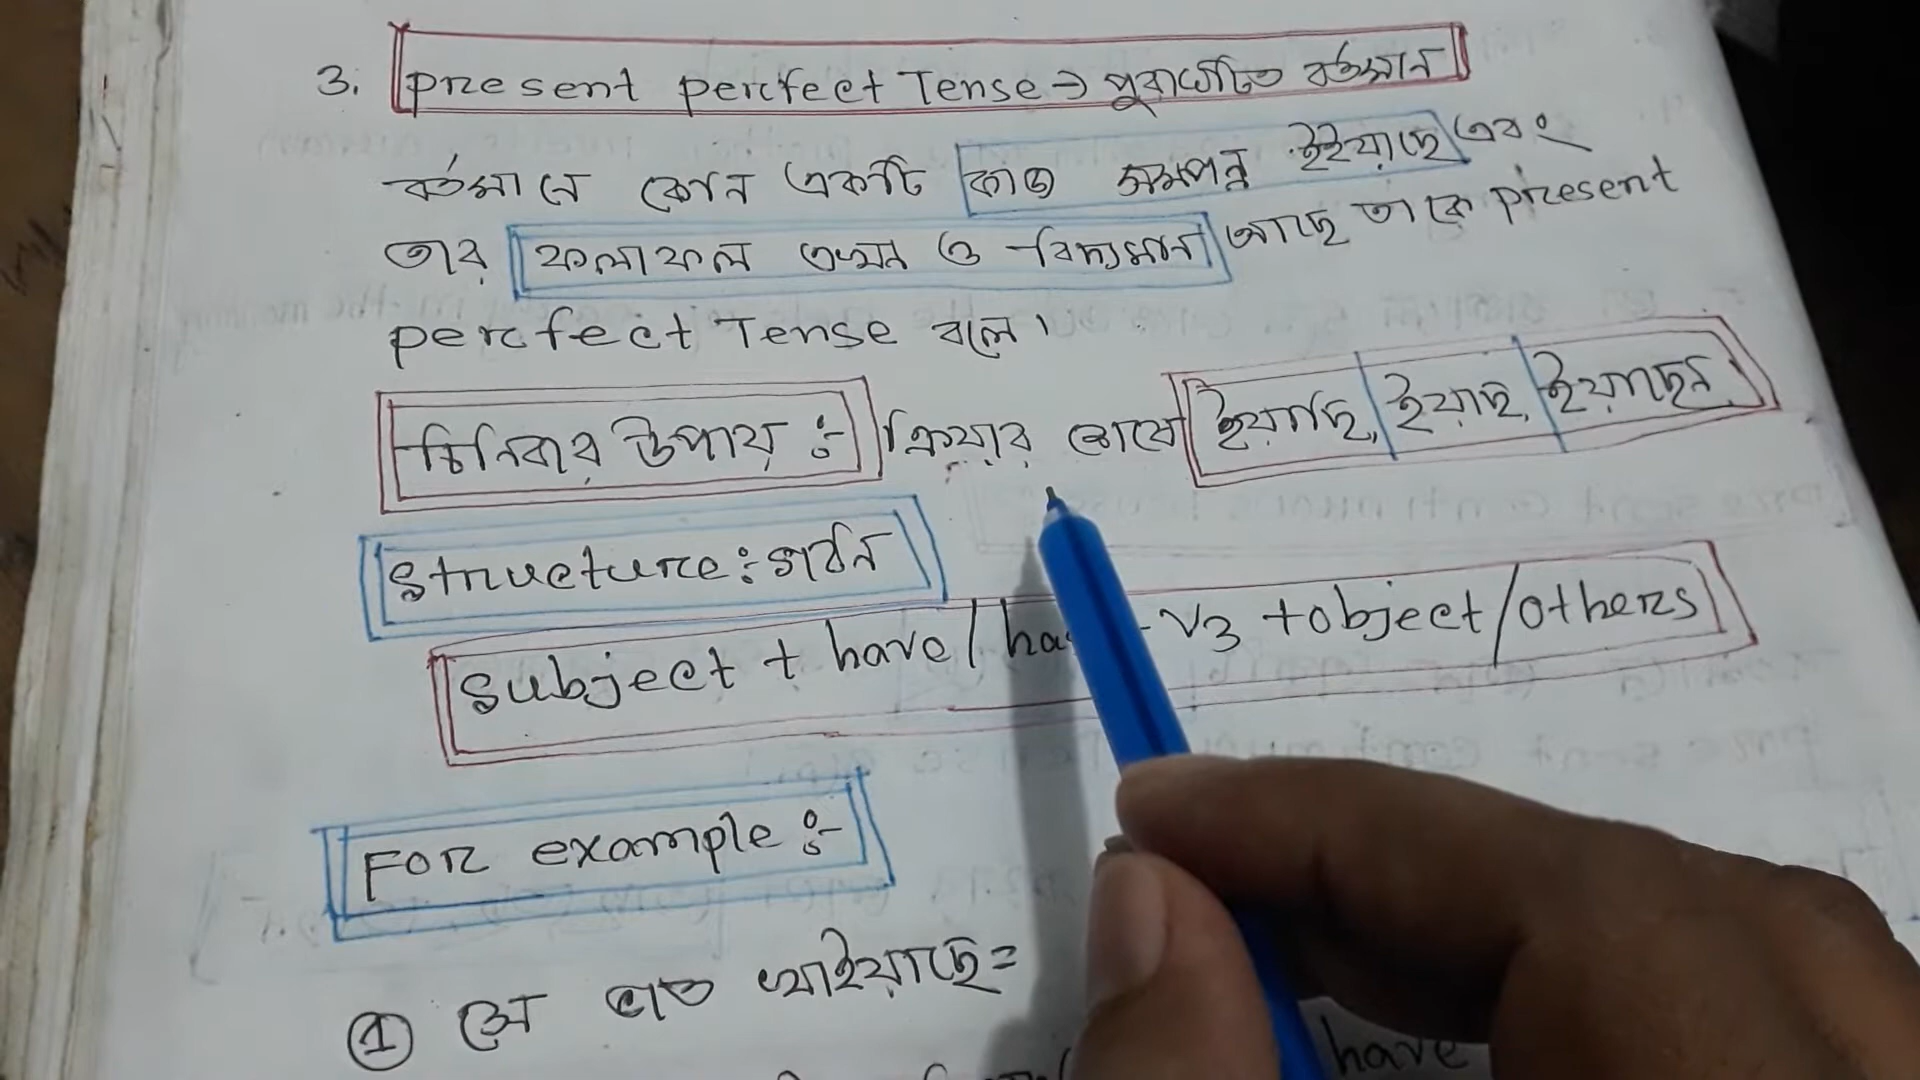 3. Present perfect Tense → পুরাঘটিত বর্তমান
বর্তমানে কোন একটি কাজ সম্পন্ন হইয়াছে এবং
তার ফলাফল এখন ও বিদ্যমান আছে তাকে present
perfect Tense বলে।
চিনিবার উপায় :- ক্রিয়ার শেষে ইয়াছি, ইয়াছ, ইয়াছেন
Structure : গঠন
Subject + have / V3 + object / others
For example :-
① সে ভাত খাইয়াছে =
have